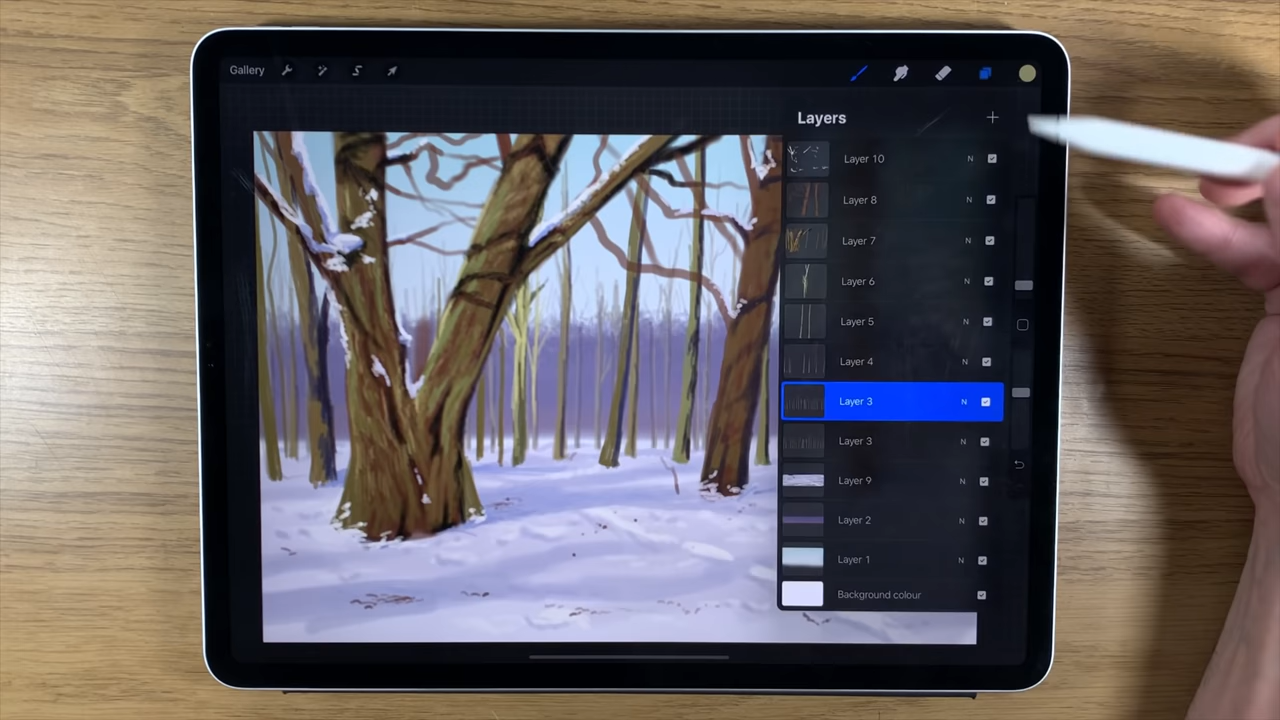 Gallery
Layers
Layer 10 N
Layer 8 N
Layer 7 N
Layer 6 N
Layer 5 N
Layer 4 N
Layer 3 N
Layer 3 N
Layer 9 N
Layer 2 N
Layer 1 N
Background colour